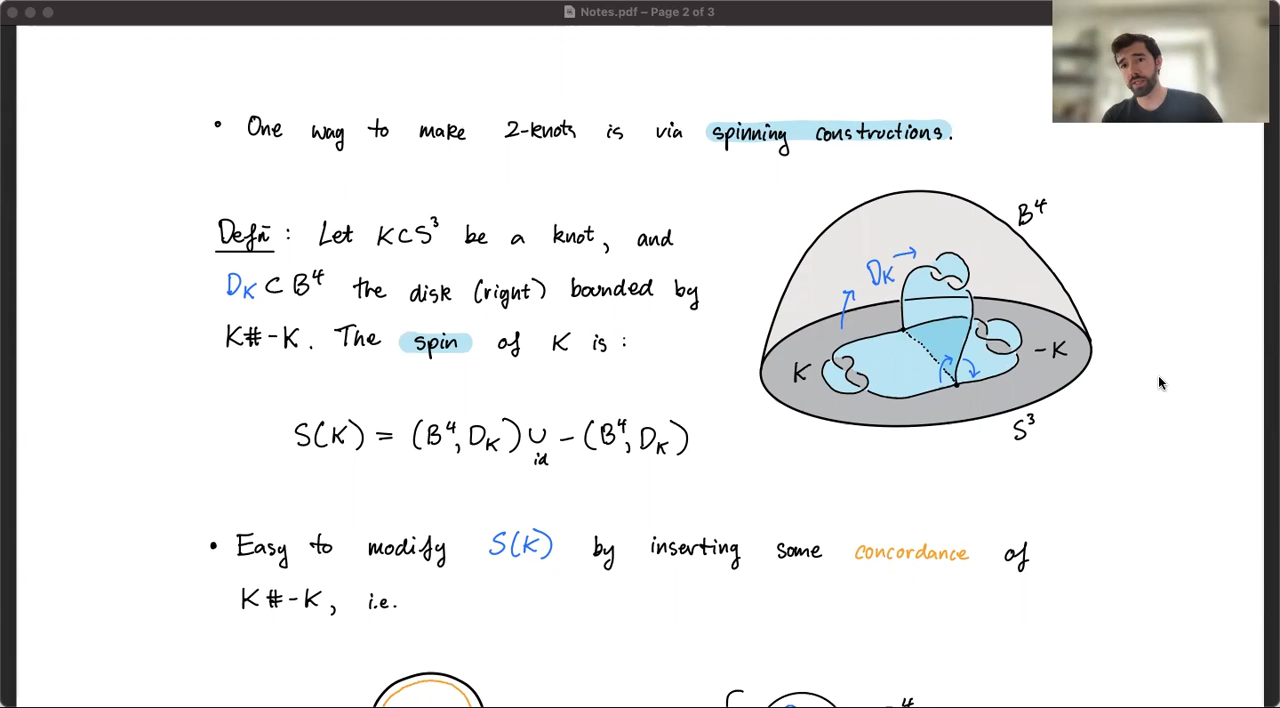 Notes.pdf – Page 2 of 3
• One way to make 2-knots is via spinning constructions.
Defn : Let K⊂S³ be a knot, and
D_K ⊂ B⁴ the disk (right) bounded by
K#-K. The spin of K is :
S(K) = (B⁴, D_K) ∪_id -(B⁴, D_K)
B⁴
D_K
K
-K
S³
• Easy to modify S(K) by inserting some concordance of
K#-K, i.e.